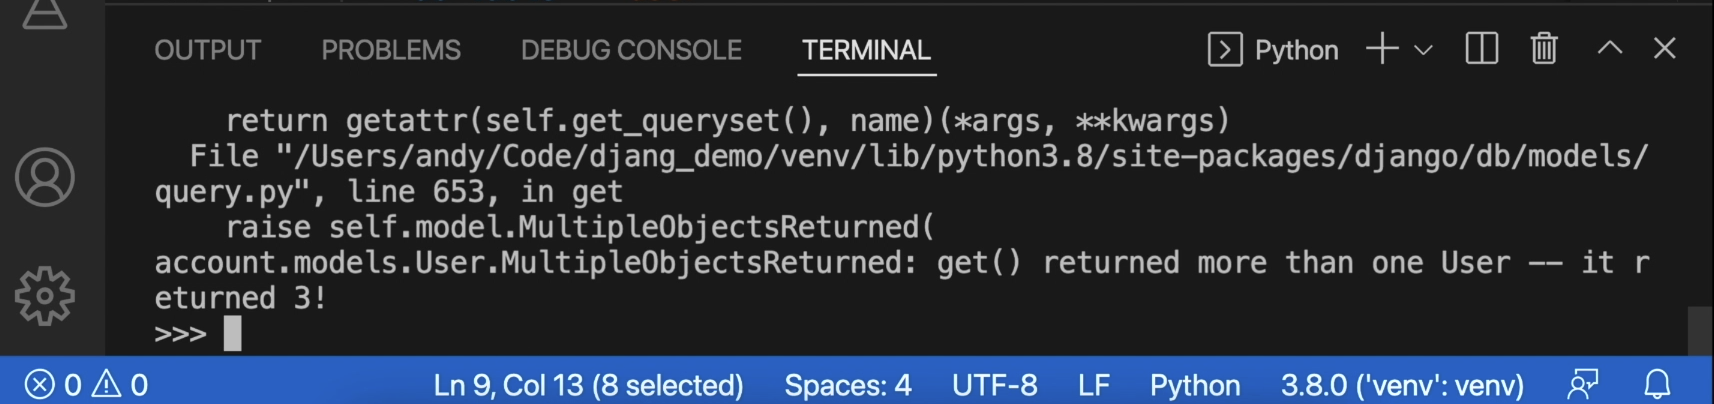 OUTPUT PROBLEMS DEBUG CONSOLE TERMINAL Python
return getattr(self.get_queryset(), name)(*args, **kwargs)
File "/Users/andy/Code/djang_demo/venv/lib/python3.8/site-packages/django/db/models/
query.py", line 653, in get
raise self.model.MultipleObjectsReturned(
account.models.User.MultipleObjectsReturned: get() returned more than one User -- it r
eturned 3!
>>>
0 0 Ln 9, Col 13 (8 selected) Spaces: 4 UTF-8 LF Python 3.8.0 ('venv': venv)